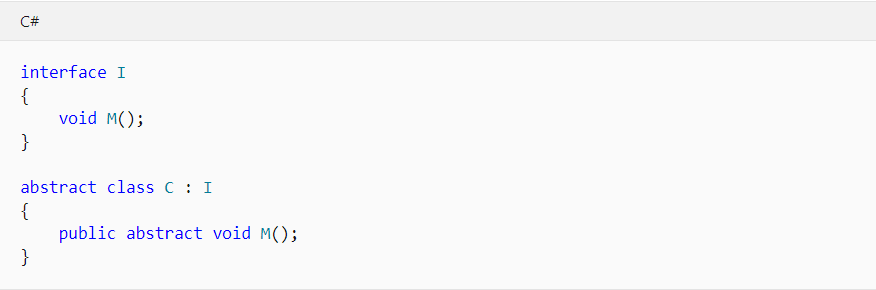 C#
interface I
{
void M();
}
abstract class C : I
{
public abstract void M();
}